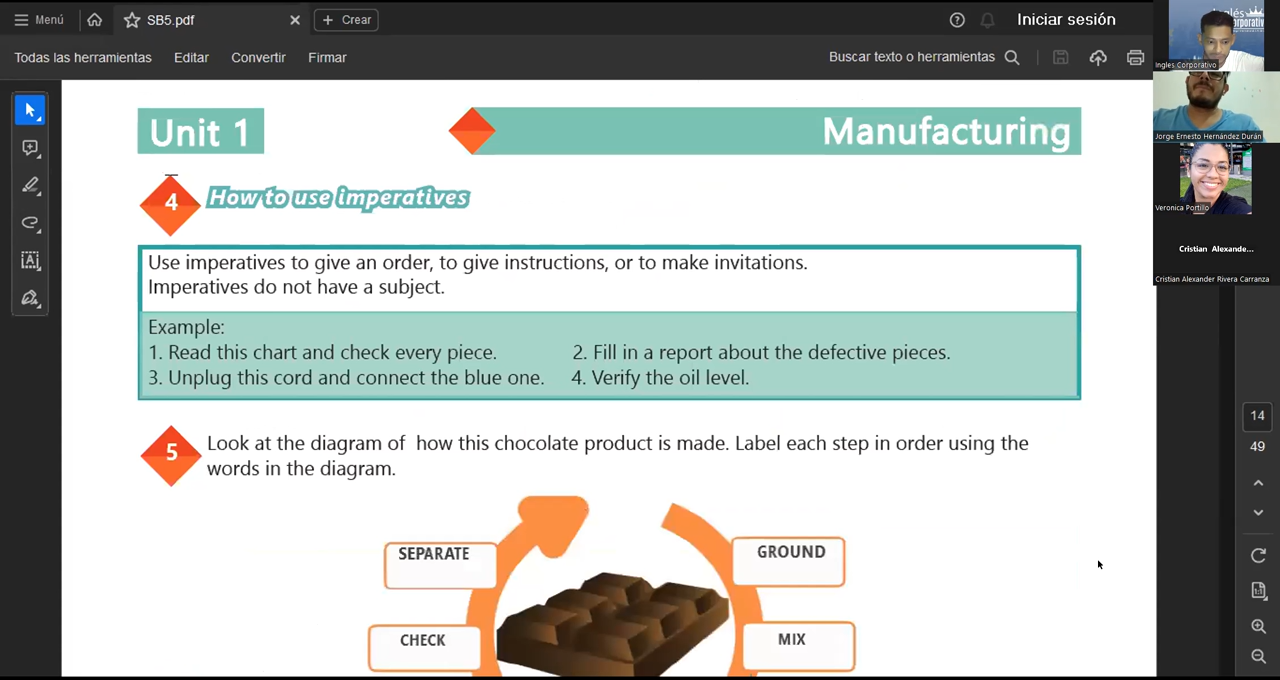 Menú
SB5.pdf
Crear
Iniciar sesión
Todas las herramientas
Editar
Convertir
Firmar
Buscar texto o herramientas
Unit 1
Manufacturing
4
How to use imperatives
Use imperatives to give an order, to give instructions, or to make invitations.
Imperatives do not have a subject.
Example:
1. Read this chart and check every piece.
2. Fill in a report about the defective pieces.
3. Unplug this cord and connect the blue one.
4. Verify the oil level.
5
Look at the diagram of how this chocolate product is made. Label each step in order using the
words in the diagram.
SEPARATE
GROUND
CHECK
MIX
14
49
Ingles Corporativo
Jorge Ernesto Hernández Durán
Veronica Portillo
Cristian Alexande...
Cristian Alexander Rivera Carranza